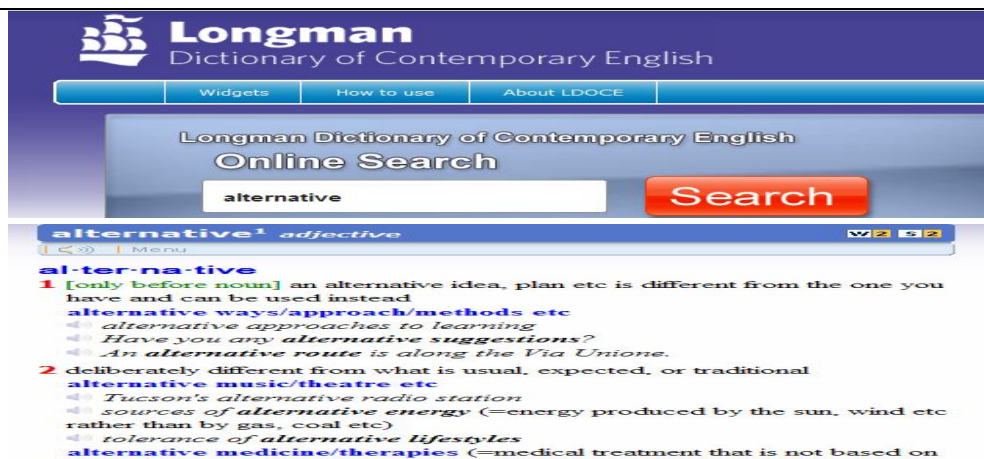 Longman
Dictionary of Contemporary English
Widgets How to use About LDOCE
Longman Dictionary of Contemporary English
Online Search
alternative Search
alternative¹ adjective W 2 S 2
Menu
al‧ter‧na‧tive
1 [only before noun] an alternative idea, plan etc is different from the one you
have and can be used instead
alternative ways/approach/methods etc
alternative approaches to learning
Have you any alternative suggestions?
An alternative route is along the Via Unione.
2 deliberately different from what is usual, expected, or traditional
alternative music/theatre etc
Tucson's alternative radio station
sources of alternative energy (=energy produced by the sun, wind etc
rather than by gas, coal etc)
tolerance of alternative lifestyles
alternative medicine/therapies (=medical treatment that is not based on